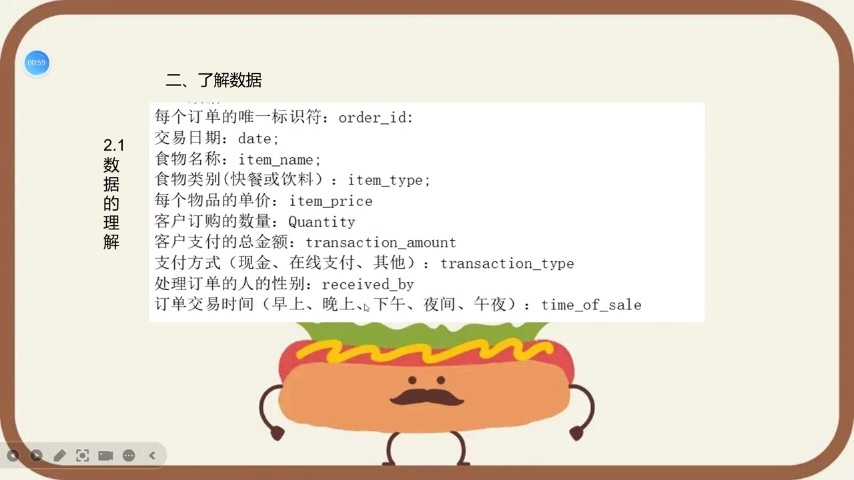 00:59
二、了解数据
2.1
数
据
的
理
解
每个订单的唯一标识符：order_id:
交易日期：date;
食物名称：item_name;
食物类别(快餐或饮料）：item_type;
每个物品的单价：item_price
客户订购的数量：Quantity
客户支付的总金额：transaction_amount
支付方式（现金、在线支付、其他）：transaction_type
处理订单的人的性别：received_by
订单交易时间（早上、晚上、下午、夜间、午夜）：time_of_sale